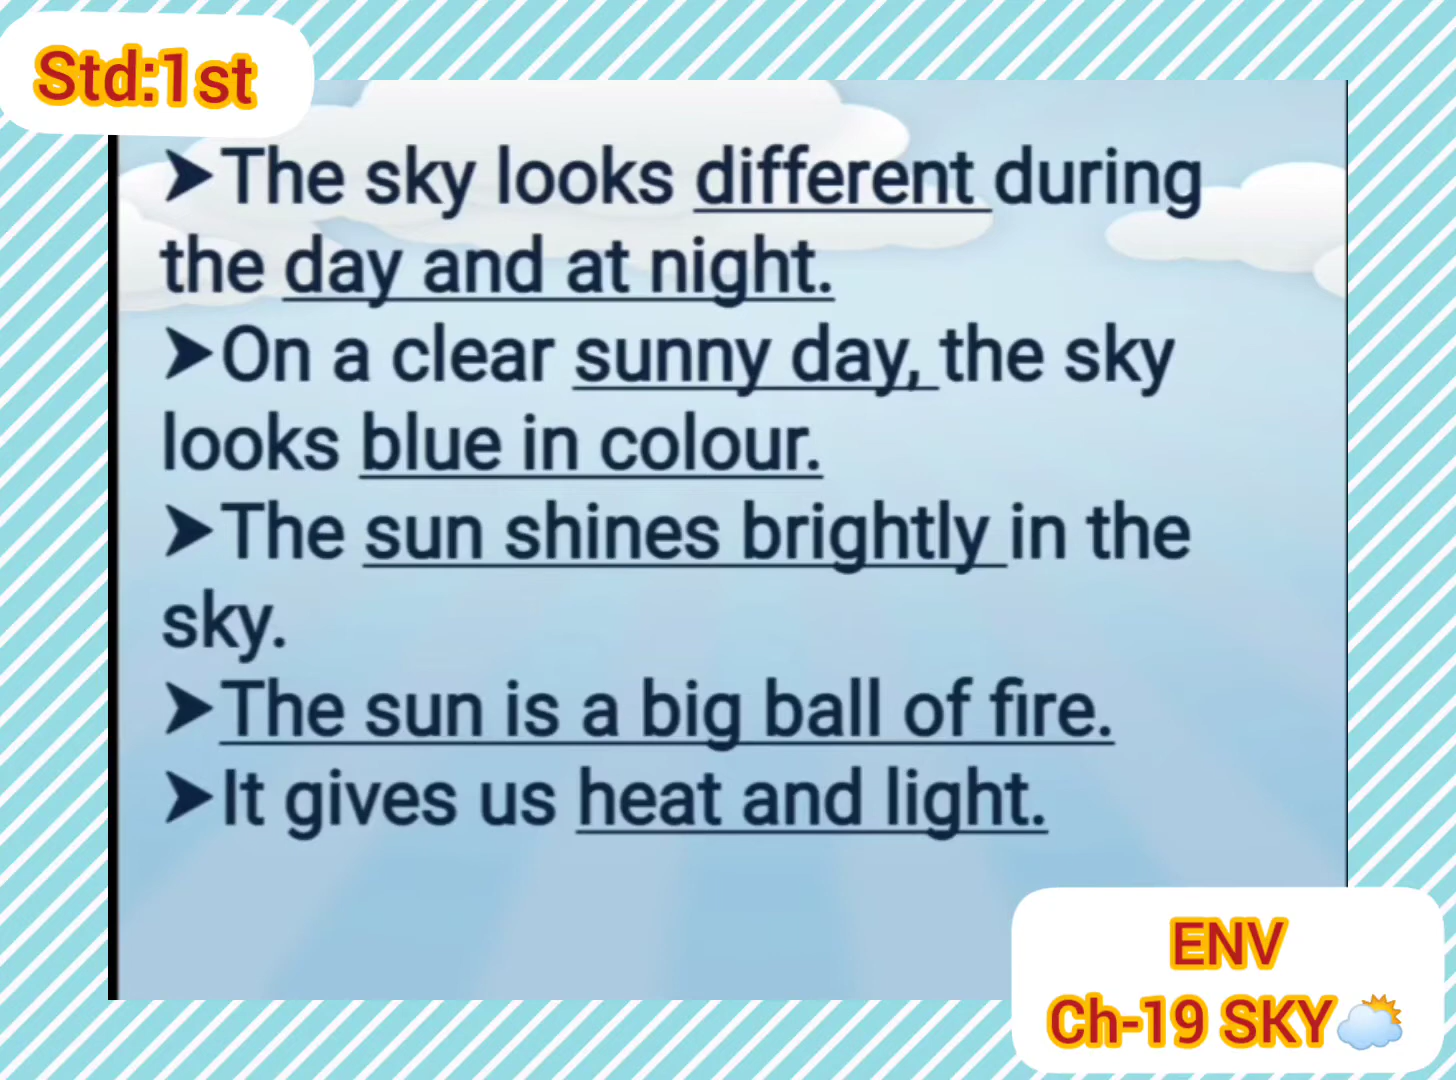 Std:1st
➤The sky looks different during
the day and at night.
➤On a clear sunny day, the sky
looks blue in colour.
➤The sun shines brightly in the
sky.
➤The sun is a big ball of fire.
➤It gives us heat and light.
ENV
Ch-19 SKY🌥️